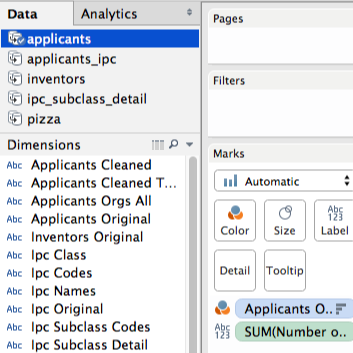 Data
Analytics
applicants
applicants_ipc
inventors
ipc_subclass_detail
pizza
Dimensions
Abc Applicants Cleaned
Abc Applicants Cleaned T...
Abc Applicants Orgs All
Abc Applicants Original
Abc Inventors Original
Abc Ipc Class
Abc Ipc Codes
Abc Ipc Names
Abc Ipc Original
Abc Ipc Subclass Codes
Abc Ipc Subclass Detail
Pages
Filters
Marks
Automatic
Color
Size
Abc
123
Label
Detail
Tooltip
Applicants O..
Abc
123
SUM(Number o..